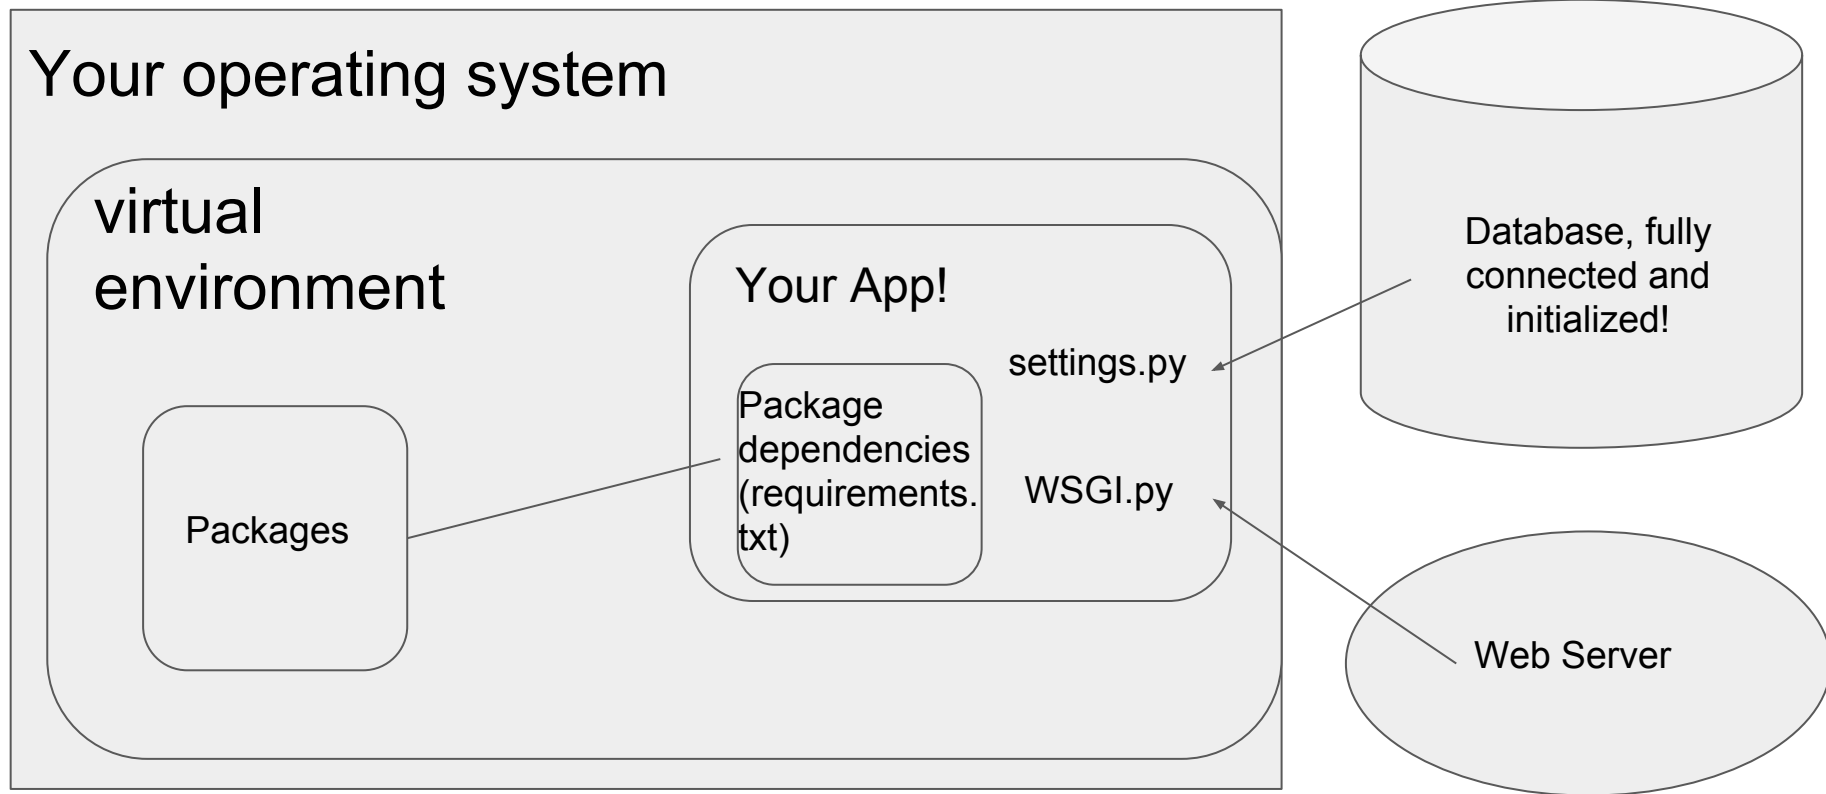 Your operating system
virtual
environment
Your App!
settings.py
Package
dependencies
(requirements.
txt)
WSGI.py
Packages
Database, fully
connected and
initialized!
Web Server